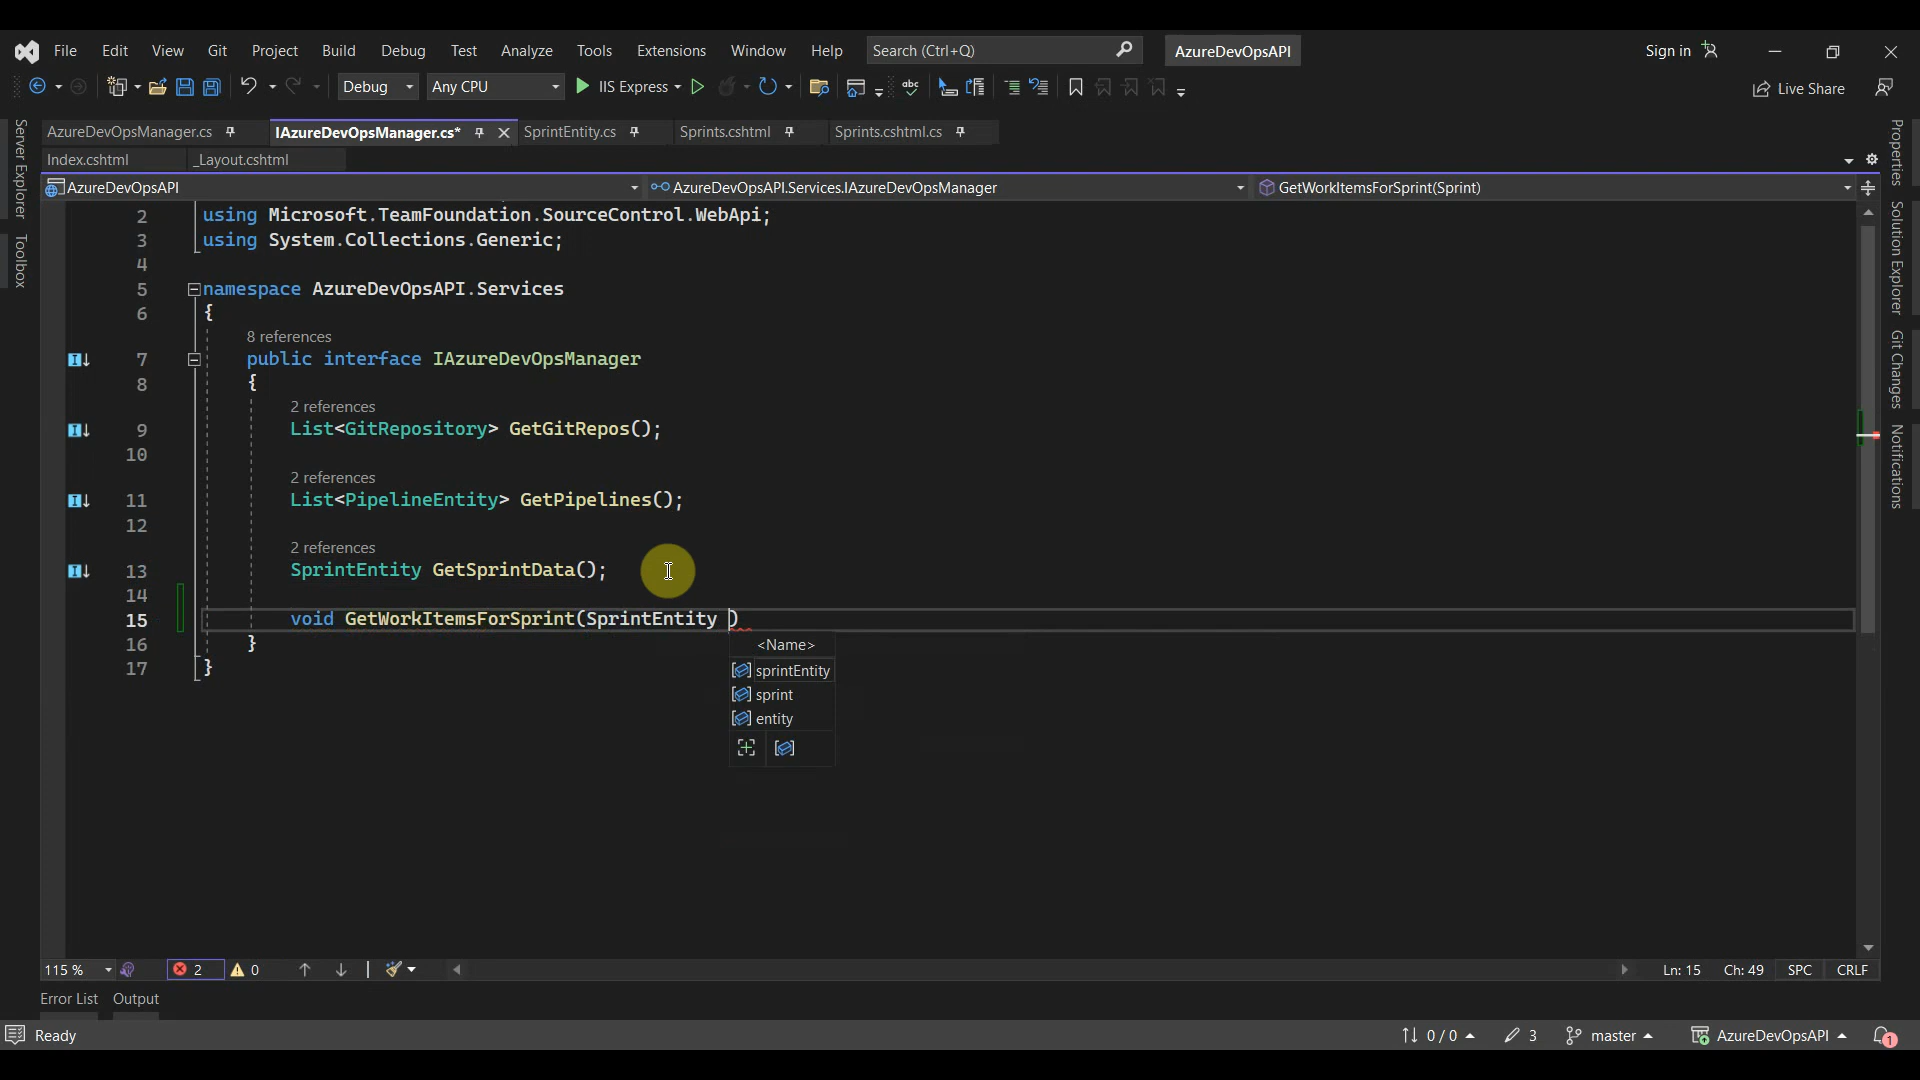 File Edit View Git Project Build Debug Test Analyze Tools Extensions Window Help Search (Ctrl+Q) AzureDevOpsAPI Sign in
Debug Any CPU IIS Express Live Share
AzureDevOpsManager.cs IAzureDevOpsManager.cs* SprintEntity.cs Sprints.cshtml Sprints.cshtml.cs
Index.cshtml _Layout.cshtml
AzureDevOpsAPI AzureDevOpsAPI.Services.IAzureDevOpsManager GetWorkItemsForSprint(Sprint)
Server Explorer
Toolbox
2 using Microsoft.TeamFoundation.SourceControl.WebApi;
3 using System.Collections.Generic;
4
5 namespace AzureDevOpsAPI.Services
6 {
8 references
7 public interface IAzureDevOpsManager
8 {
2 references
9 List<GitRepository> GetGitRepos();
10
2 references
11 List<PipelineEntity> GetPipelines();
12
2 references
13 SprintEntity GetSprintData();
14
15 void GetWorkItemsForSprint(SprintEntity )
16 }
17 }
<Name>
sprintEntity
sprint
entity
Properties
Solution Explorer
Git Changes
Notifications
115 % 2 0 Ln: 15 Ch: 49 SPC CRLF
Error List Output
Ready 0 / 0 3 master AzureDevOpsAPI 1